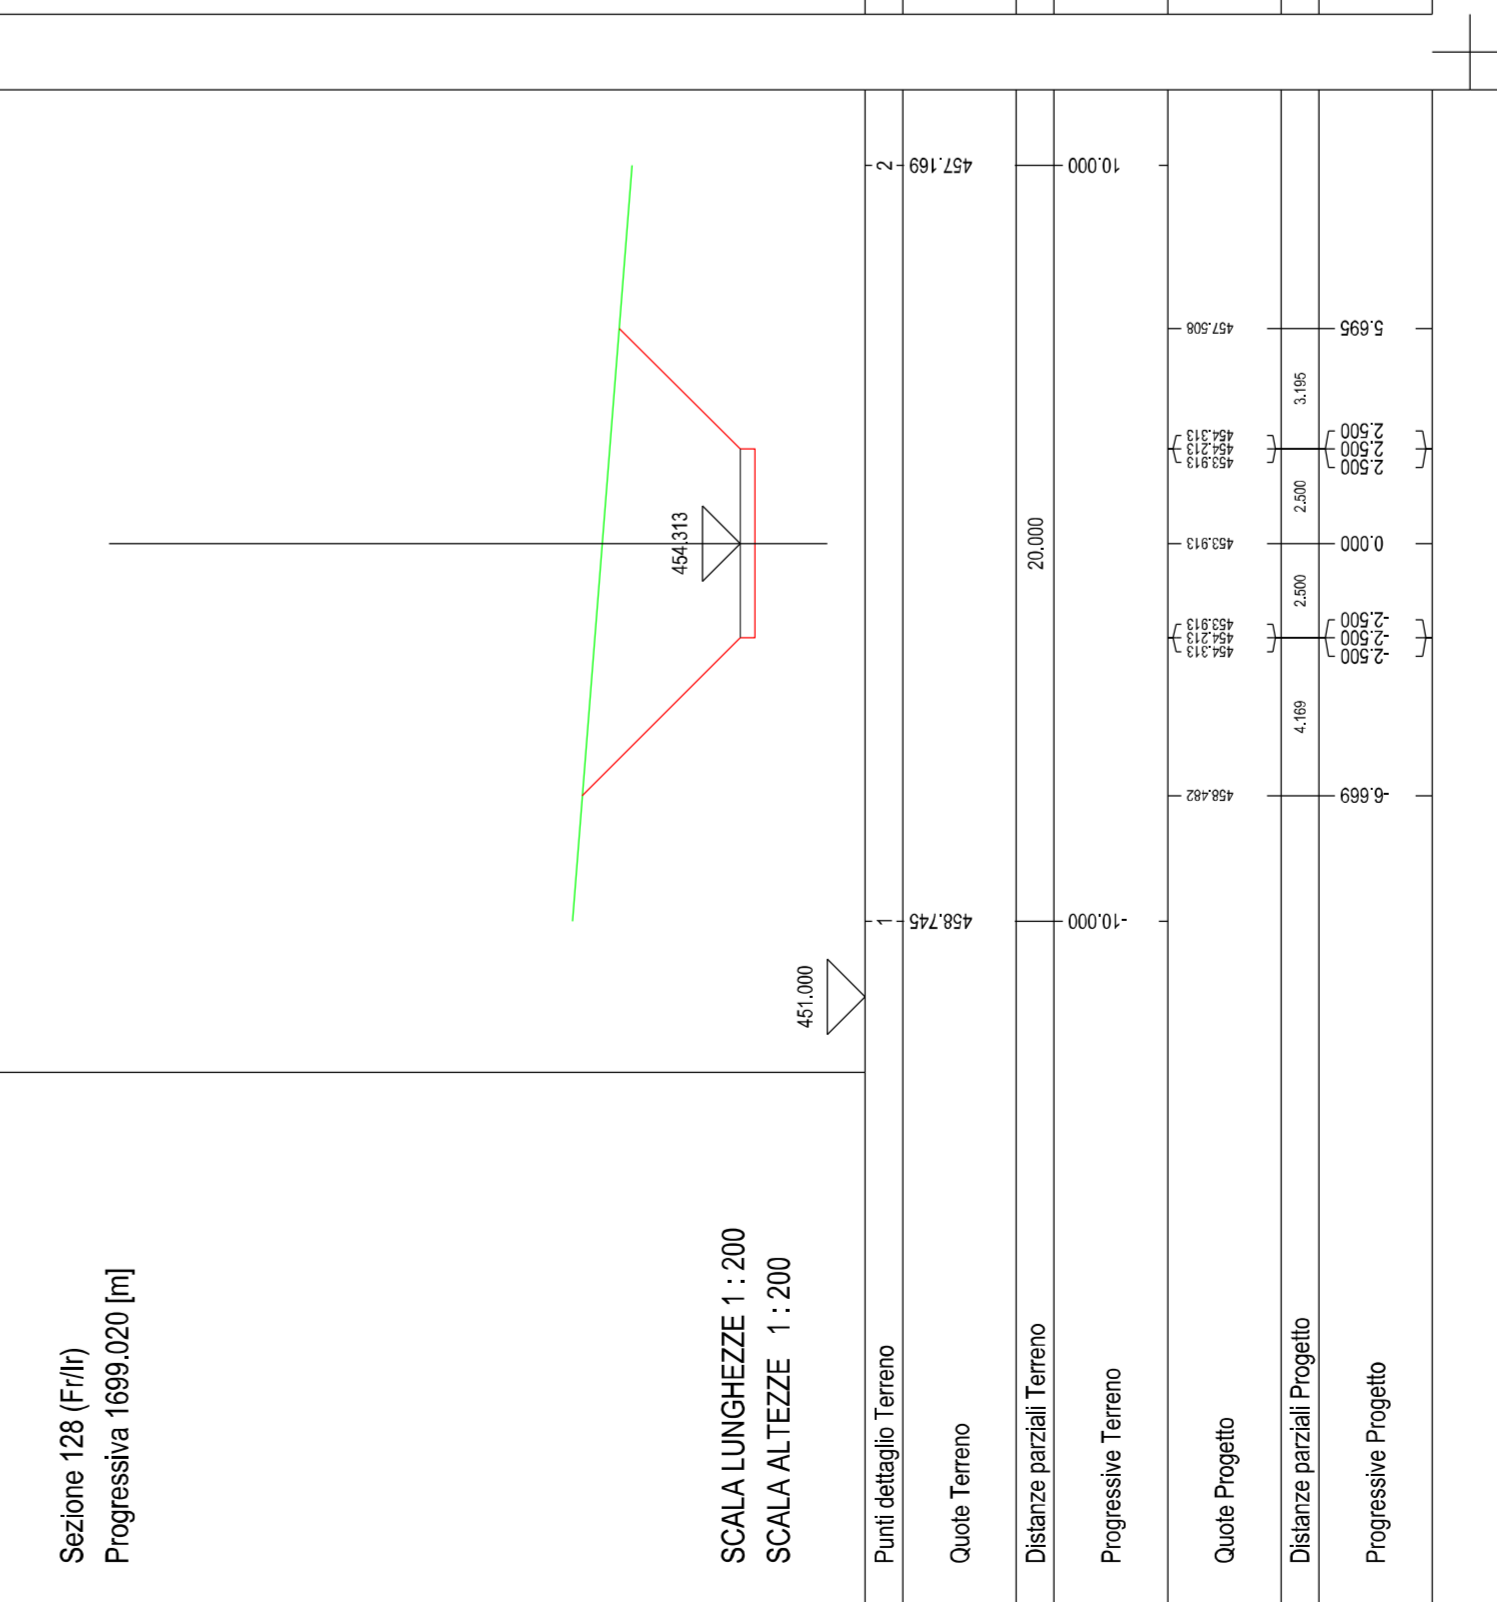 Sezione 128 (Fr/Ir)
Progressiva 1699.020 [m]
454.313
451.000
SCALA LUNGHEZZE 1 : 200
SCALA ALTEZZE 1 : 200
Punti dettaglio Terreno 1 2
Quote Terreno 458.745 457.169
Distanze parziali Terreno 20.000
Progressive Terreno -10.000 10.000
Quote Progetto 458.482 454.313 454.213 453.913 453.913 453.913 454.213 454.313 457.508
Distanze parziali Progetto 4.169 2.500 2.500 3.195
Progressive Progetto -6.669 -2.500 -2.500 -2.500 0.000 2.500 2.500 2.500 5.695